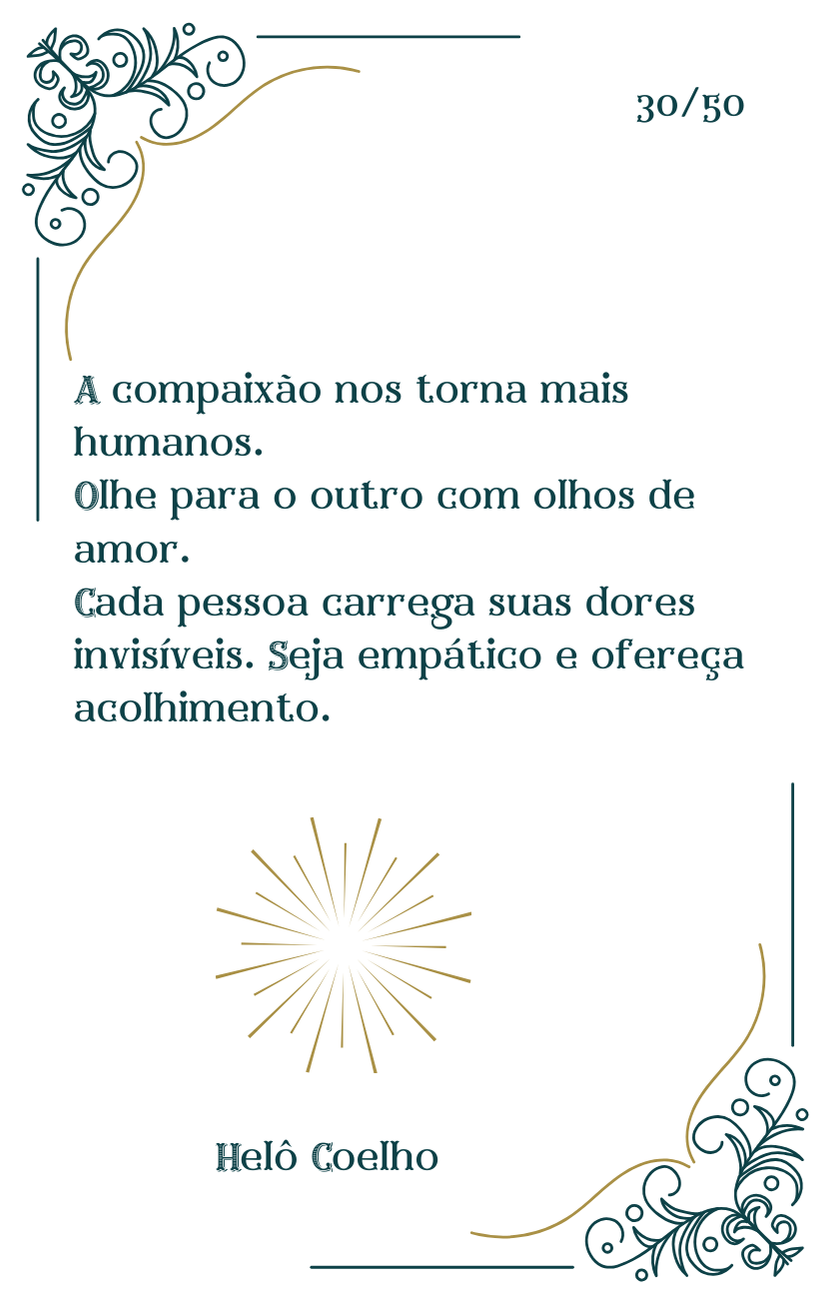 30/50
A compaixão nos torna mais
humanos.
Olhe para o outro com olhos de
amor.
Cada pessoa carrega suas dores
invisíveis. Seja empático e ofereça
acolhimento.
Helô Coelho